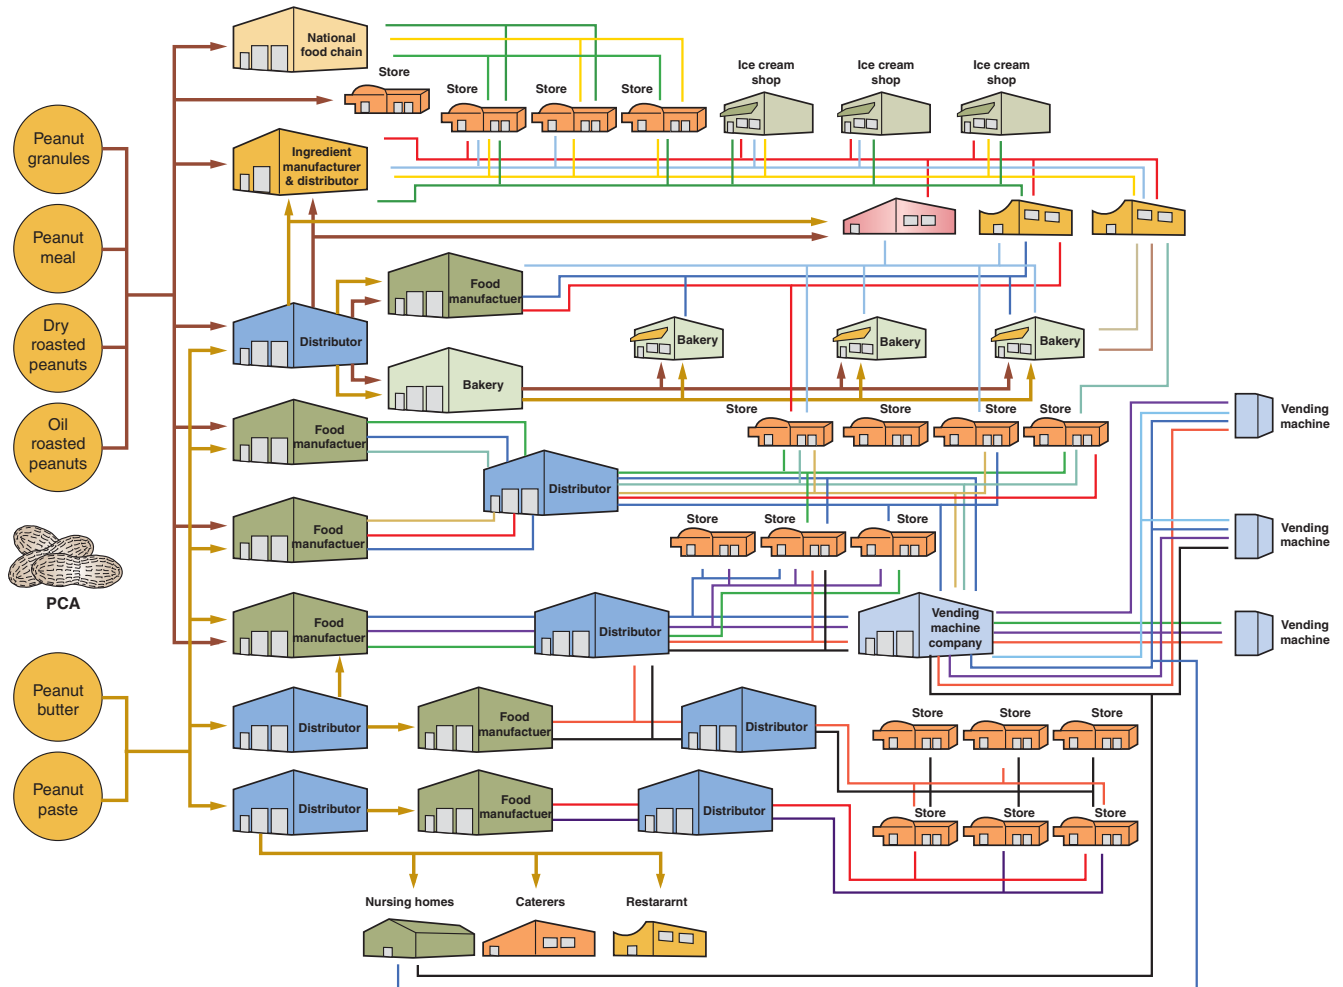 National
food chain
Store
Store
Store
Store
Ice cream
shop
Ice cream
shop
Ice cream
shop
Peanut
granules
Ingredient
manufacturer
& distributor
Peanut
meal
Food
manufactuer
Dry
roasted
peanuts
Distributor
Bakery
Bakery
Bakery
Bakery
Oil
roasted
peanuts
Food
manufactuer
Store
Store
Store
Vending
machine
Distributor
Food
manufactuer
Store
Store
Store
Vending
machine
PCA
Food
manufactuer
Distributor
Vending
machine
company
Vending
machine
Peanut
butter
Distributor
Food
manufactuer
Distributor
Store
Store
Store
Peanut
paste
Distributor
Food
manufactuer
Distributor
Store
Store
Store
Nursing homes
Caterers
Restararnt